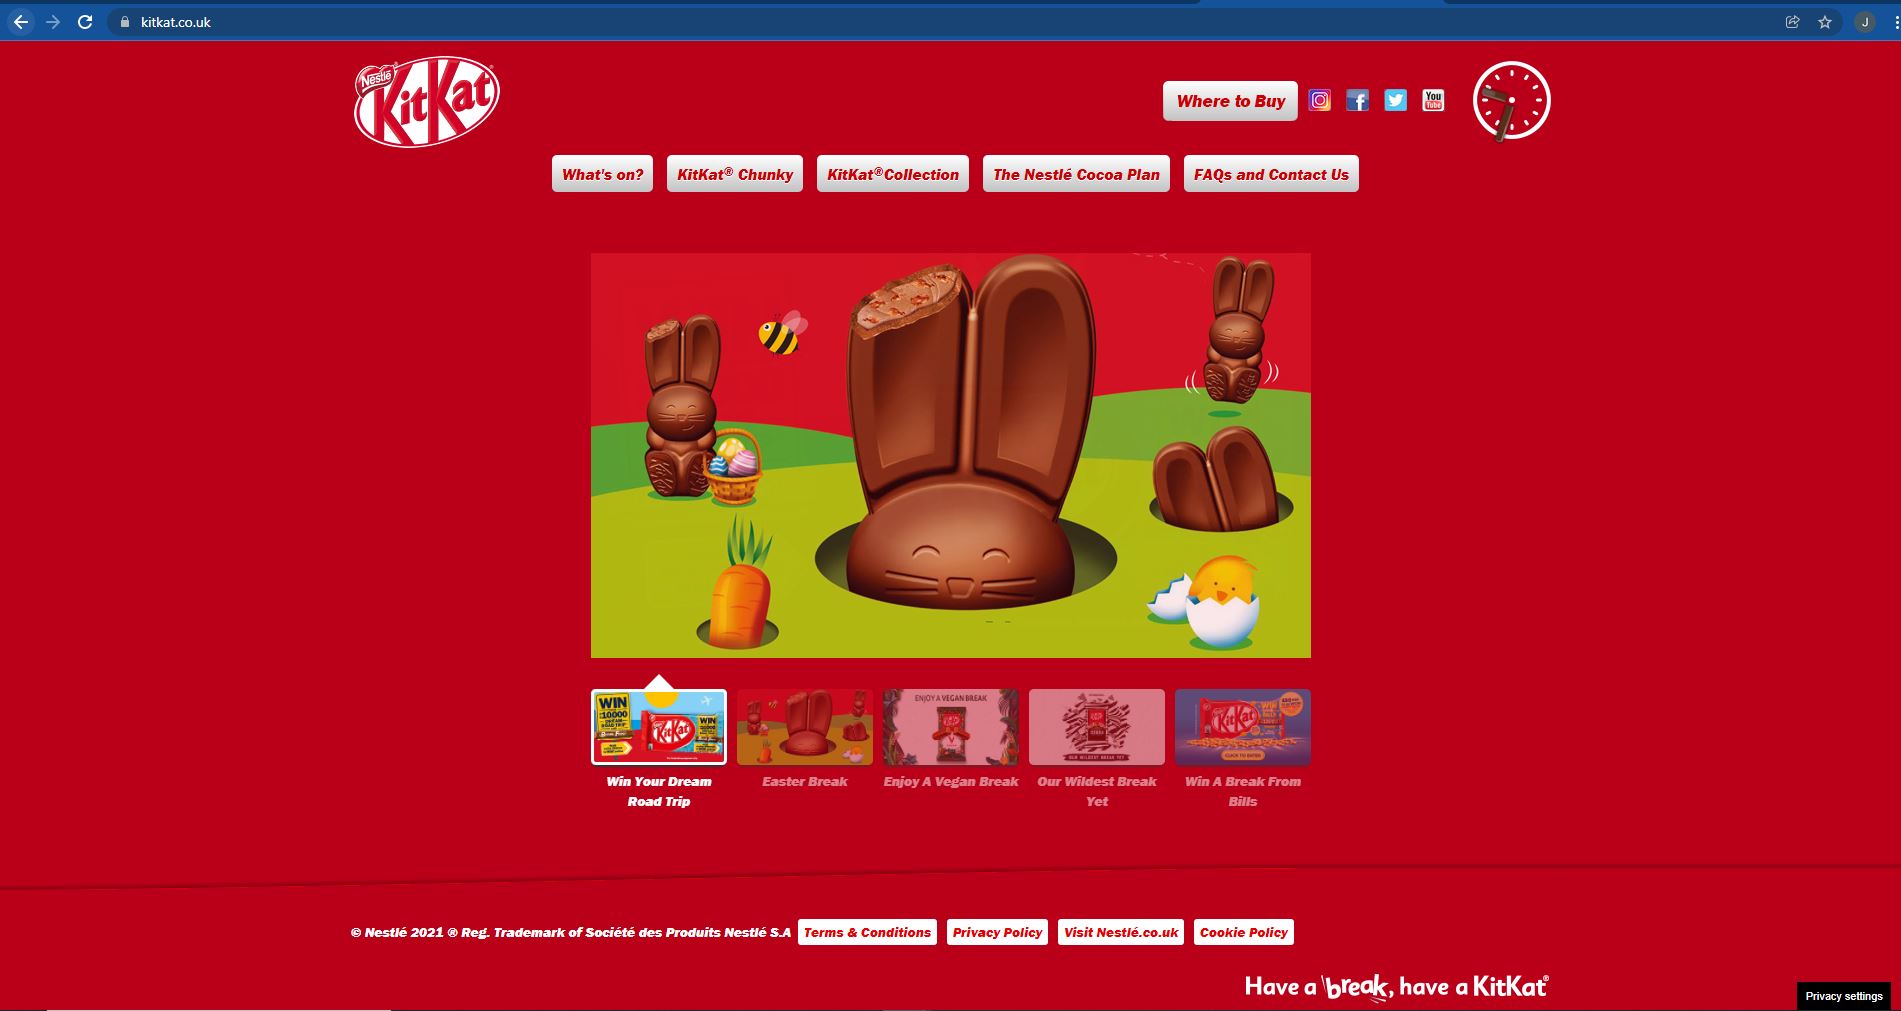 kitkat.co.uk
J
Nestlé
KitKat
Where to Buy
You
Tube
What's on?
KitKat® Chunky
KitKat®Collection
The Nestlé Cocoa Plan
FAQs and Contact Us
WIN
10000
DREAM
ROAD TRIP
KitKat
WIN
10000
ENJOY A VEGAN BREAK
KitKat
OUR WILDEST BREAK YET
KitKat
WIN
CLICK TO ENTER
Win Your Dream
Road Trip
Easter Break
Enjoy A Vegan Break
Our Wildest Break
Yet
Win A Break From
Bills
© Nestlé 2021 ® Reg. Trademark of Société des Produits Nestlé S.A
Terms & Conditions
Privacy Policy
Visit Nestlé.co.uk
Cookie Policy
Have a break, have a KitKat®
Privacy settings